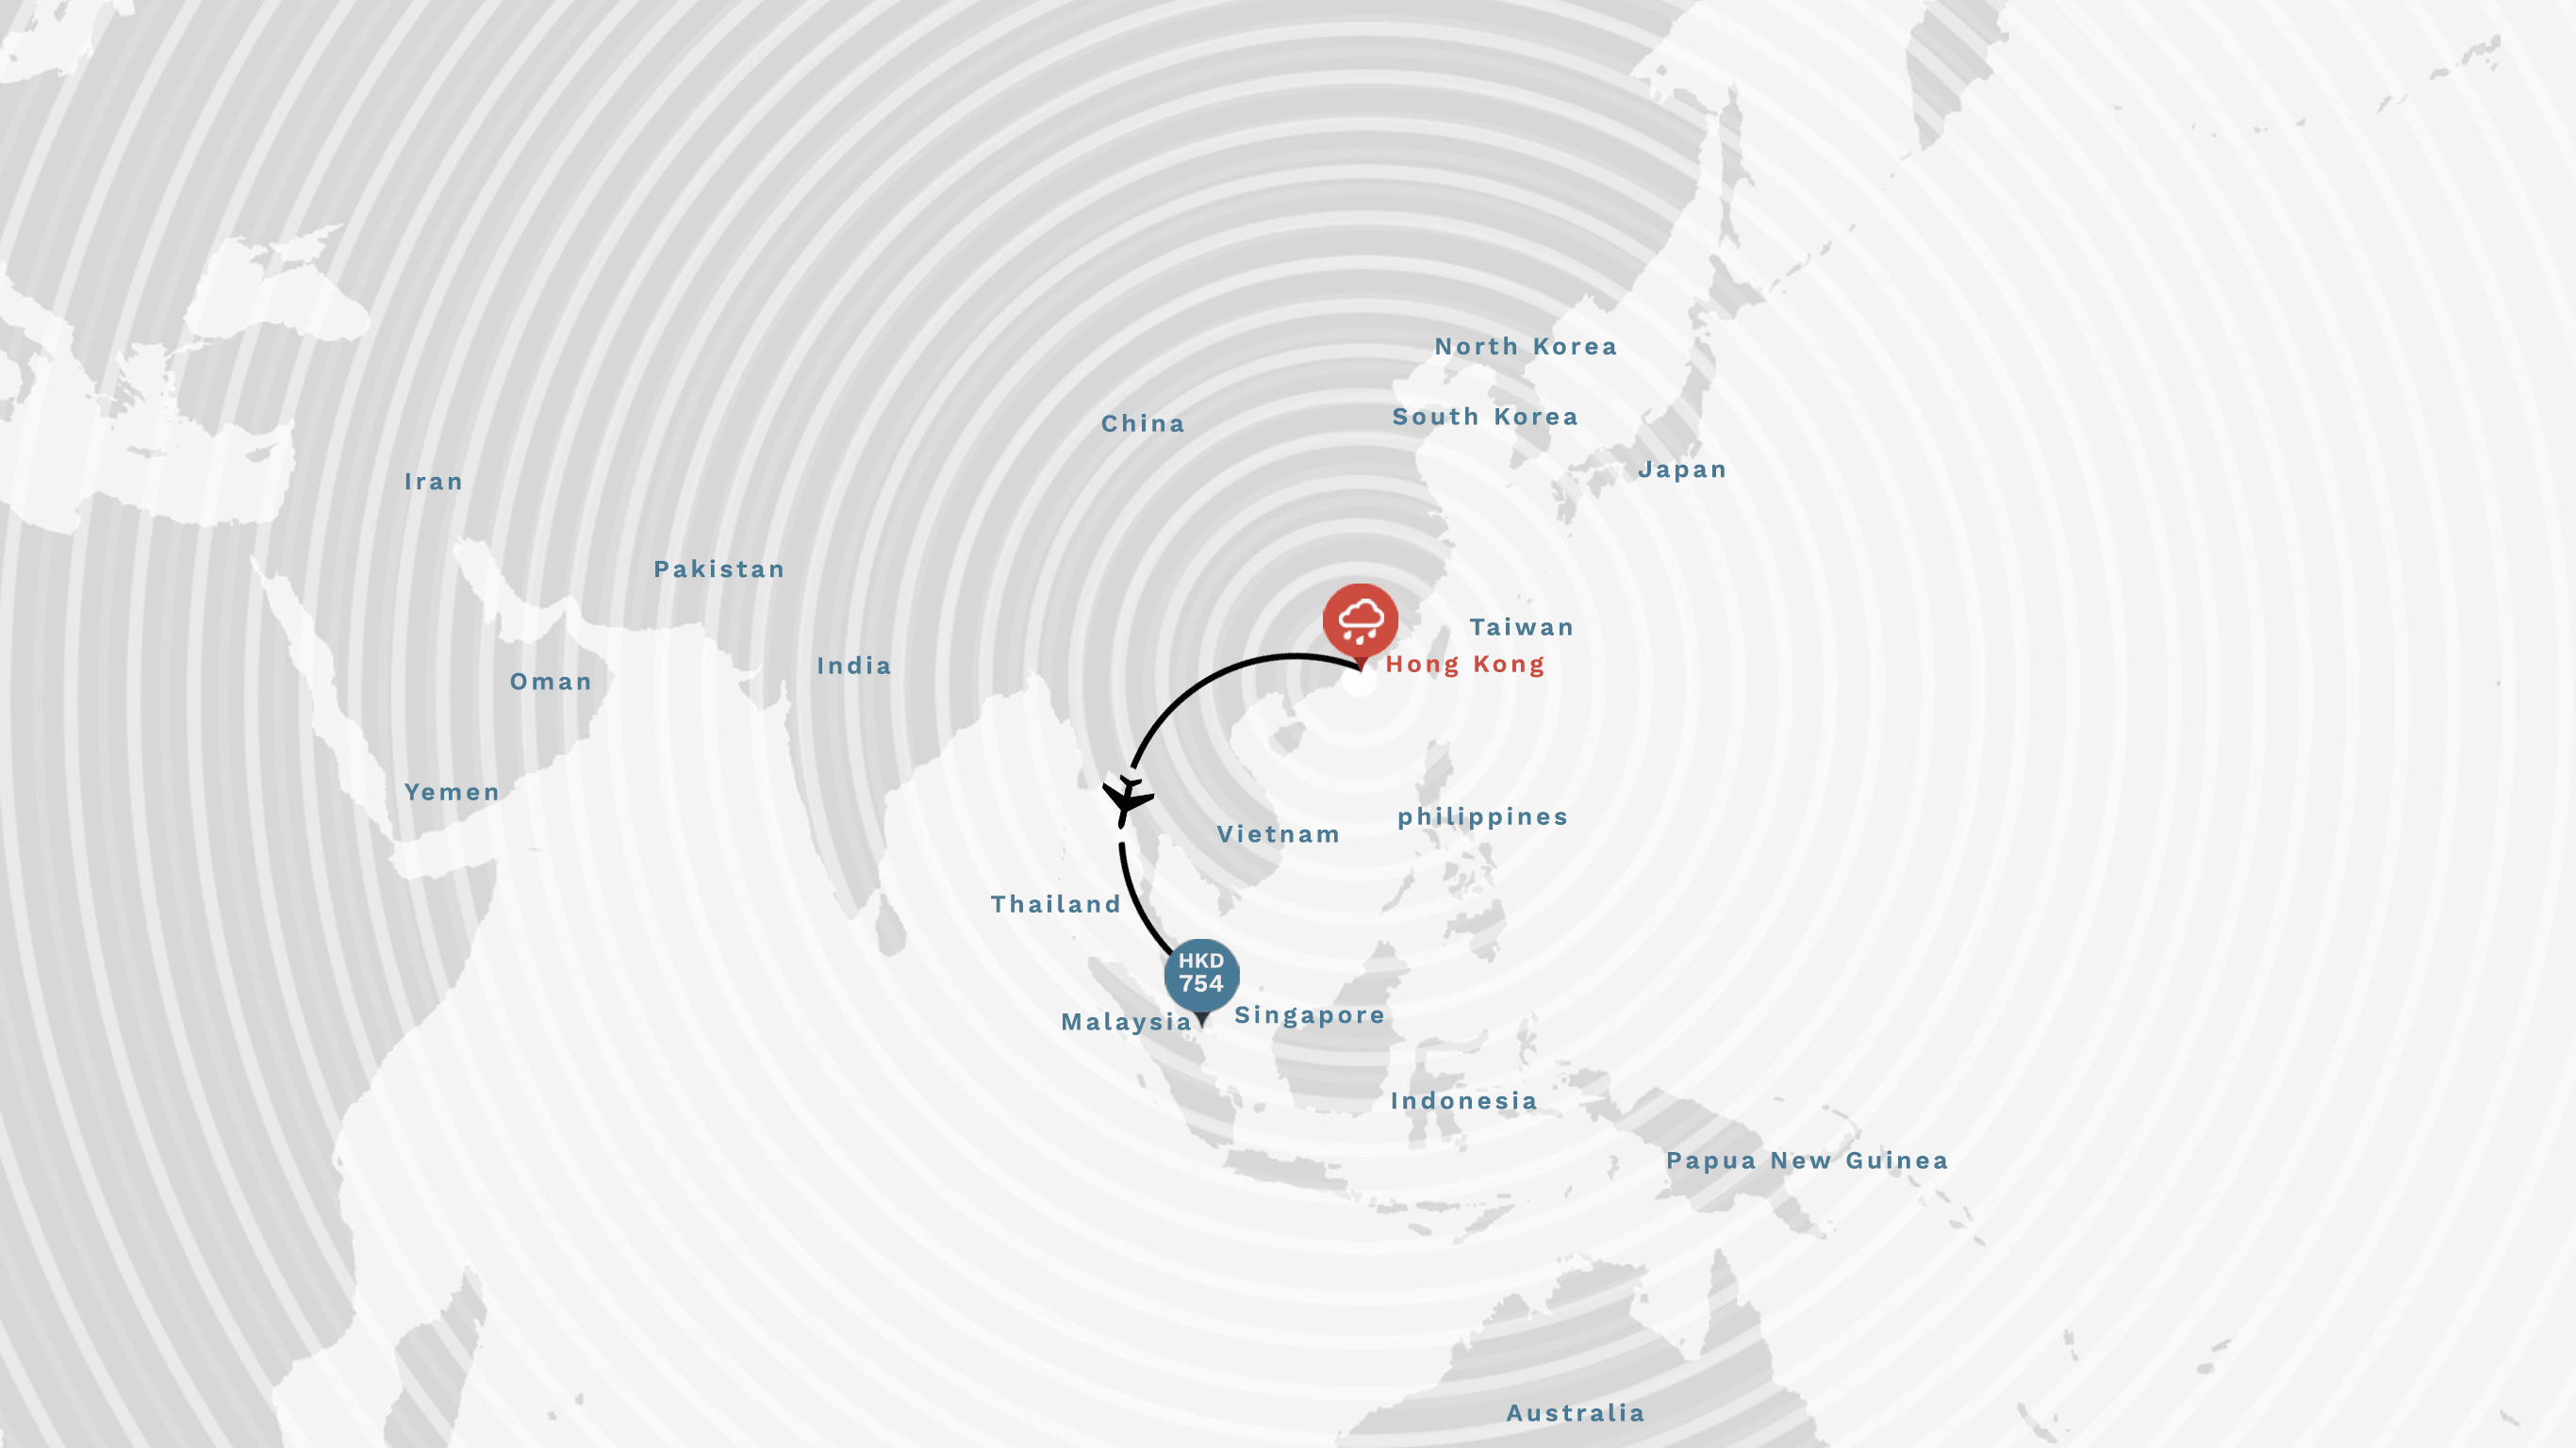 North Korea
South Korea
China
Japan
Iran
Pakistan
Taiwan
Hong Kong
India
Oman
Yemen
philippines
Vietnam
Thailand
HKD
754
Singapore
Malaysia
Indonesia
Papua New Guinea
Australia